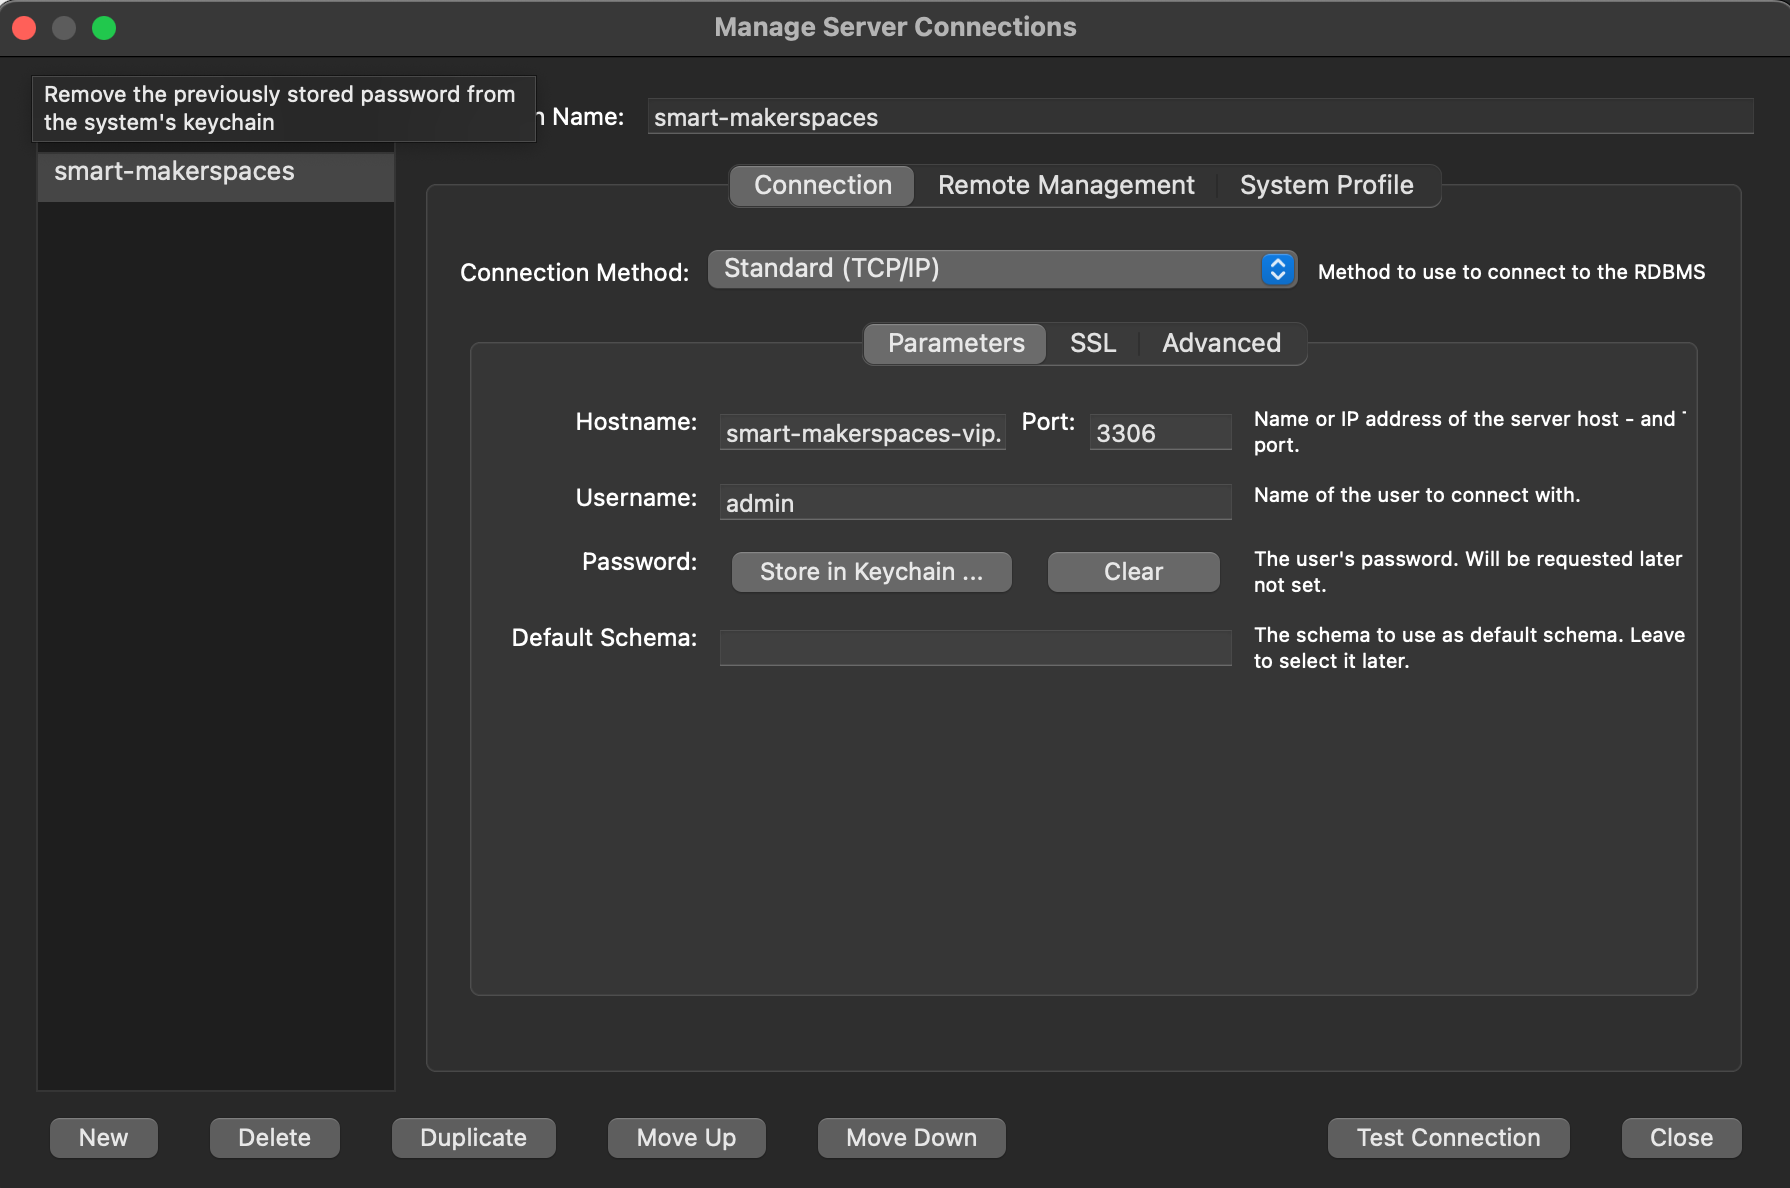 Manage Server Connections
Remove the previously stored password from
the system's keychain
Name:
smart-makerspaces
smart-makerspaces
Connection
Remote Management
System Profile
Connection Method:
Standard (TCP/IP)
Method to use to connect to the RDBMS
Parameters
SSL
Advanced
Hostname:
smart-makerspaces-vip.
Port:
3306
Name or IP address of the server host - and
port.
Username:
admin
Name of the user to connect with.
Password:
Store in Keychain ...
Clear
The user's password. Will be requested later
not set.
Default Schema:
The schema to use as default schema. Leave
to select it later.
New
Delete
Duplicate
Move Up
Move Down
Test Connection
Close